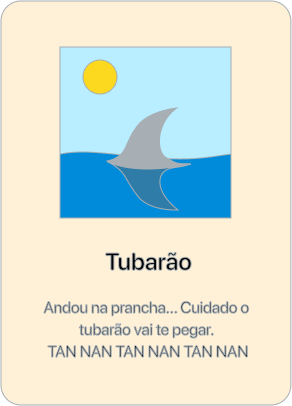 Tubarão
Andou na prancha... Cuidado o
tubarão vai te pegar.
TAN NAN TAN NAN TAN NAN